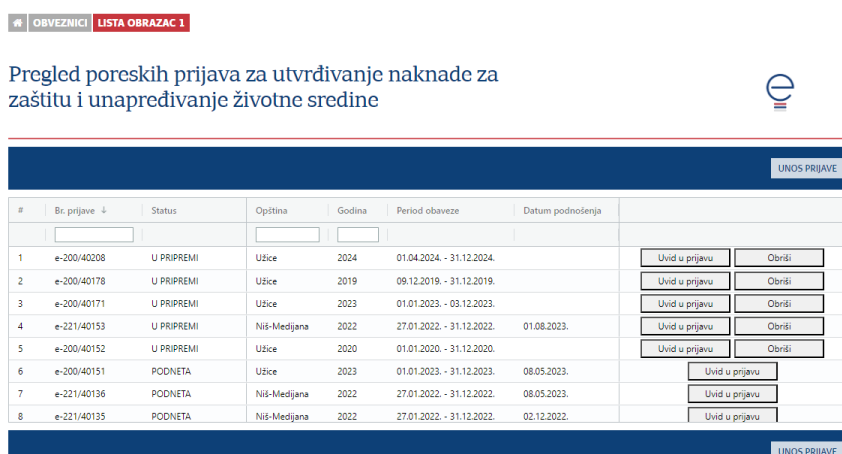 OBVEZNICI LISTA OBRAZAC 1
Pregled poreskih prijava za utvrđivanje naknade za
zaštitu i unapređivanje životne sredine
UNOS PRIJAVE
# Br. prijave ↓ Status Opština Godina Period obaveze Datum podnošenja
1 e-200/40208 U PRIPREMI Užice 2024 01.04.2024. - 31.12.2024. Uvid u prijavu Obriši
2 e-200/40178 U PRIPREMI Užice 2019 09.12.2019. - 31.12.2019. Uvid u prijavu Obriši
3 e-200/40171 U PRIPREMI Užice 2023 01.01.2023. - 03.12.2023. Uvid u prijavu Obriši
4 e-221/40153 U PRIPREMI Niš-Medijana 2022 27.01.2022. - 31.12.2022. 01.08.2023. Uvid u prijavu Obriši
5 e-200/40152 U PRIPREMI Užice 2020 01.01.2020. - 31.12.2020. Uvid u prijavu Obriši
6 e-200/40151 PODNETA Užice 2023 01.01.2023. - 31.12.2023. 08.05.2023. Uvid u prijavu
7 e-221/40136 PODNETA Niš-Medijana 2022 27.01.2022. - 31.12.2022. 08.05.2023. Uvid u prijavu
8 e-221/40135 PODNETA Niš-Medijana 2022 27.01.2022. - 31.12.2022. 02.12.2022. Uvid u prijavu
UNOS PRIJAVE